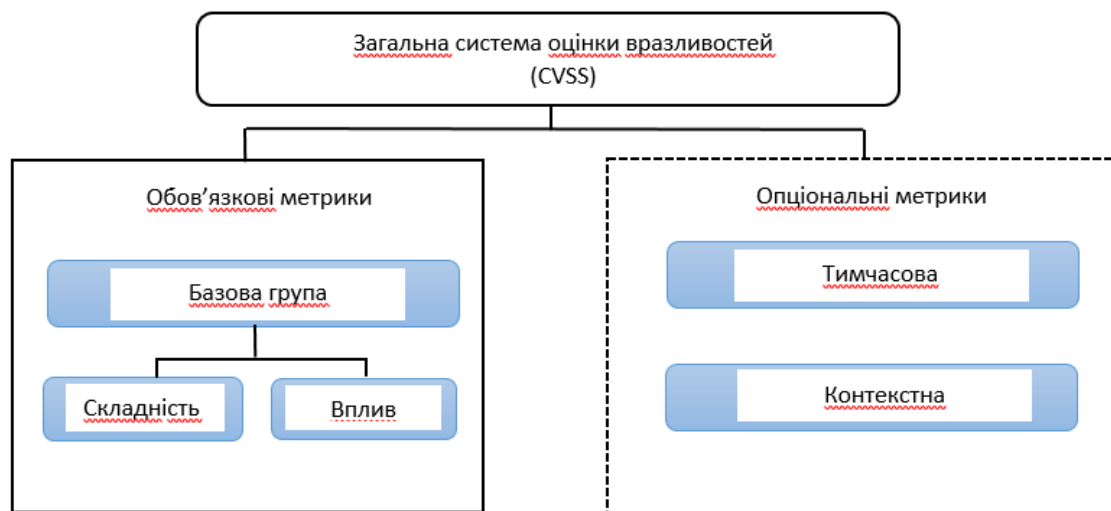 Загальна система оцінки вразливостей
(CVSS)
Обов’язкові метрики
Опціональні метрики
Базова група
Тимчасова
Складність
Вплив
Контекстна